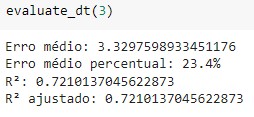 evaluate_dt(3)
Erro médio: 3.3297598933451176
Erro médio percentual: 23.4%
R²: 0.7210137045622873
R² ajustado: 0.7210137045622873